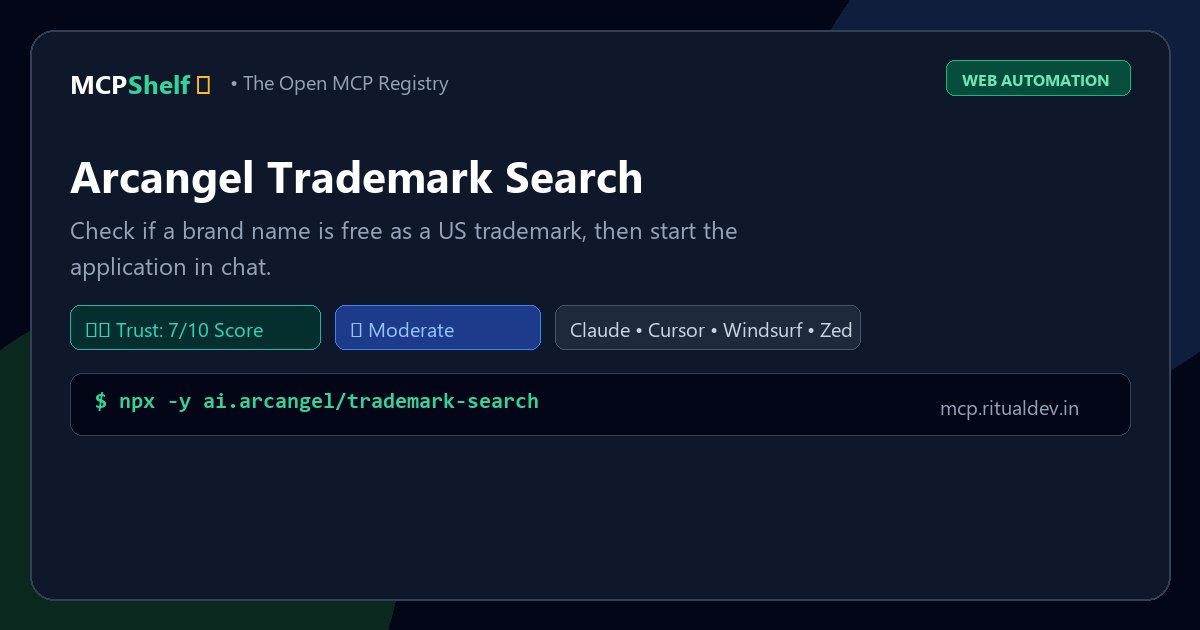 MCPShelf • The Open MCP Registry
WEB AUTOMATION
Arcangel Trademark Search
Check if a brand name is free as a US trademark, then start the
application in chat.
Trust: 7/10 Score
Moderate
Claude • Cursor • Windsurf • Zed
$ npx -y ai.arcangel/trademark-search
mcp.ritualdev.in